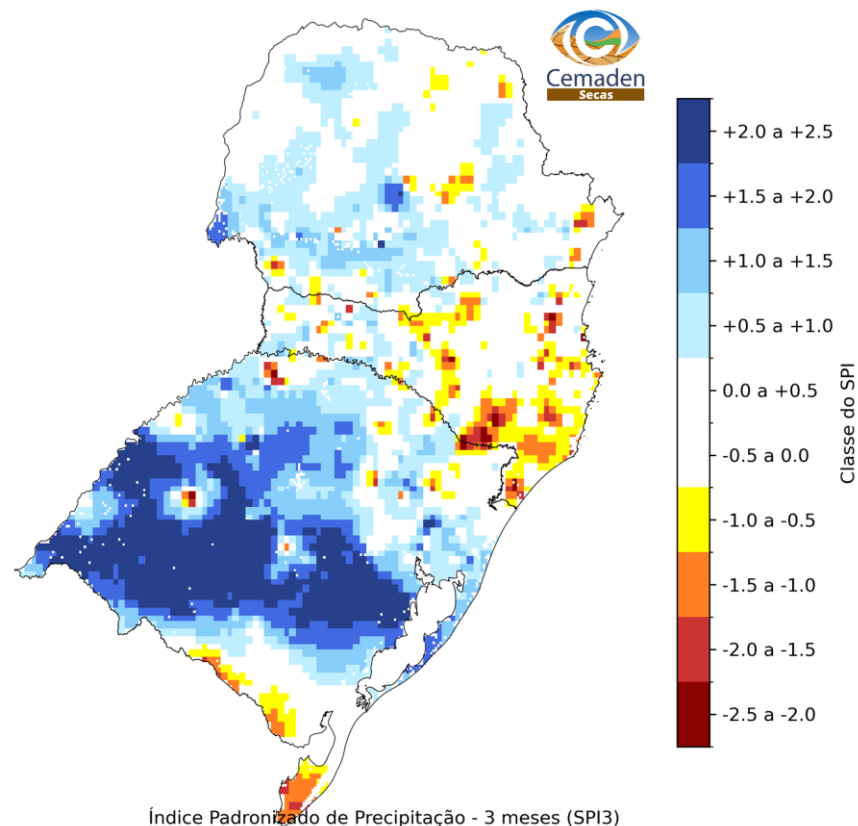 Cemaden
Secas
+2.0 a +2.5
+1.5 a +2.0
+1.0 a +1.5
+0.5 a +1.0
0.0 a +0.5
-0.5 a 0.0
-1.0 a -0.5
-1.5 a -1.0
-2.0 a -1.5
-2.5 a -2.0
Classe do SPI
Índice Padronizado de Precipitação - 3 meses (SPI3)